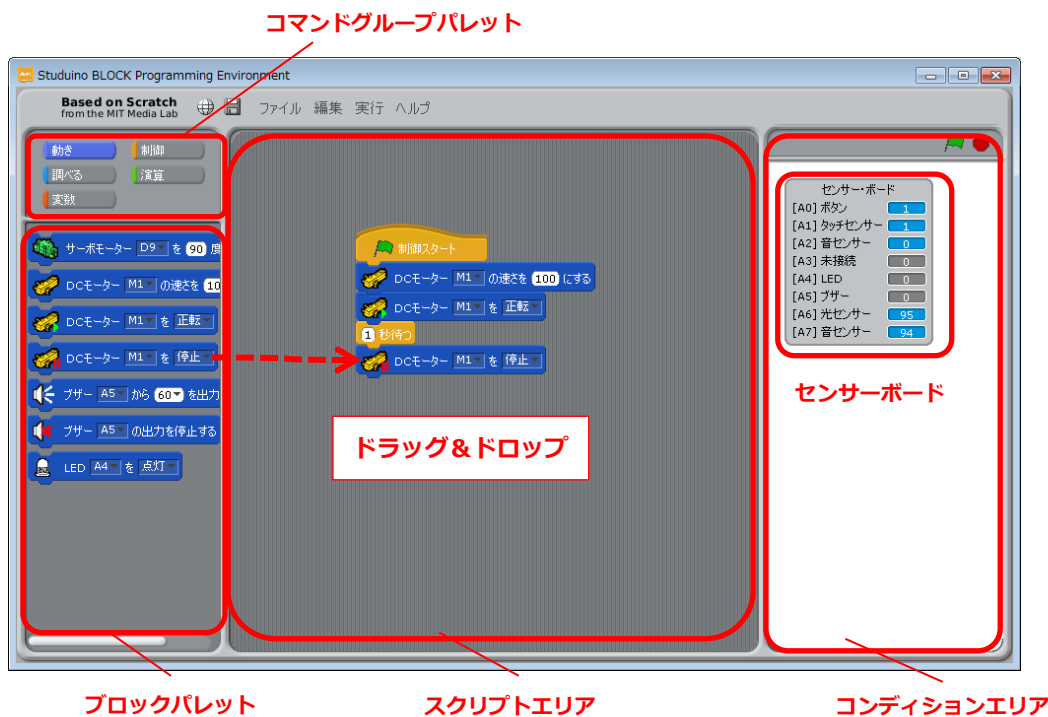 コマンドグループパレット
Studuino BLOCK Programming Environment
Based on Scratch
from the MIT Media Lab
ファイル 編集 実行 ヘルプ
動き 制御
調べる 演算
変数
サーボモーター D9 を 90 度
DCモーター M1 の速さを 10
DCモーター M1 を 正転
DCモーター M1 を 停止
ブザー A5 から 60 を出力
ブザー A5 の出力を停止する
LED A4 を 点灯
制御スタート
DCモーター M1 の速さを 100 にする
DCモーター M1 を 正転
1 秒待つ
DCモーター M1 を 停止
ドラッグ&ドロップ
センサー・ボード
[A0] ボタン 1
[A1] タッチセンサー 1
[A2] 音センサー 0
[A3] 未接続 0
[A4] LED 0
[A5] ブザー 0
[A6] 光センサー 95
[A7] 音センサー 94
センサーボード
ブロックパレット
スクリプトエリア
コンディションエリア